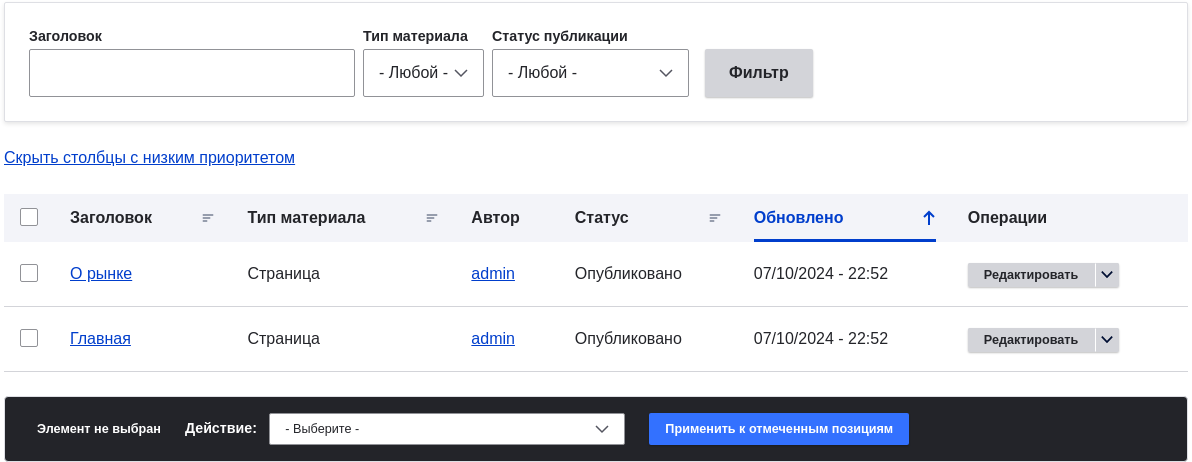 Заголовок Тип материала Статус публикации
- Любой - - Любой - Фильтр
Скрыть столбцы с низким приоритетом
Заголовок Тип материала Автор Статус Обновлено Операции
О рынке Страница admin Опубликовано 07/10/2024 - 22:52 Редактировать
Главная Страница admin Опубликовано 07/10/2024 - 22:52 Редактировать
Элемент не выбран Действие: - Выберите - Применить к отмеченным позициям